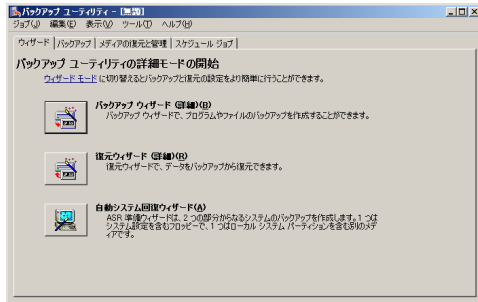 バックアップ ユーティリティ - [無題]
ジョブ(J) 編集(E) 表示(V) ツール(T) ヘルプ(H)
ウィザード バックアップ メディアの復元と管理 スケジュール ジョブ
バックアップ ユーティリティの詳細モードの開始
ウィザード モード に切り替えるとバックアップと復元の設定をより簡単に行うことができます。
バックアップ ウィザード (詳細)(B)
バックアップ ウィザードで、プログラムやファイルのバックアップを作成することができます。
復元ウィザード (詳細)(R)
復元ウィザードで、データをバックアップから復元できます。
自動システム回復ウィザード(A)
ASR 準備ウィザードは、2 つの部分からなるシステムのバックアップを作成します。1 つは
システム設定を含むフロッピーで、1 つはローカル システム パーティションを含む別のメデ
ィアです。